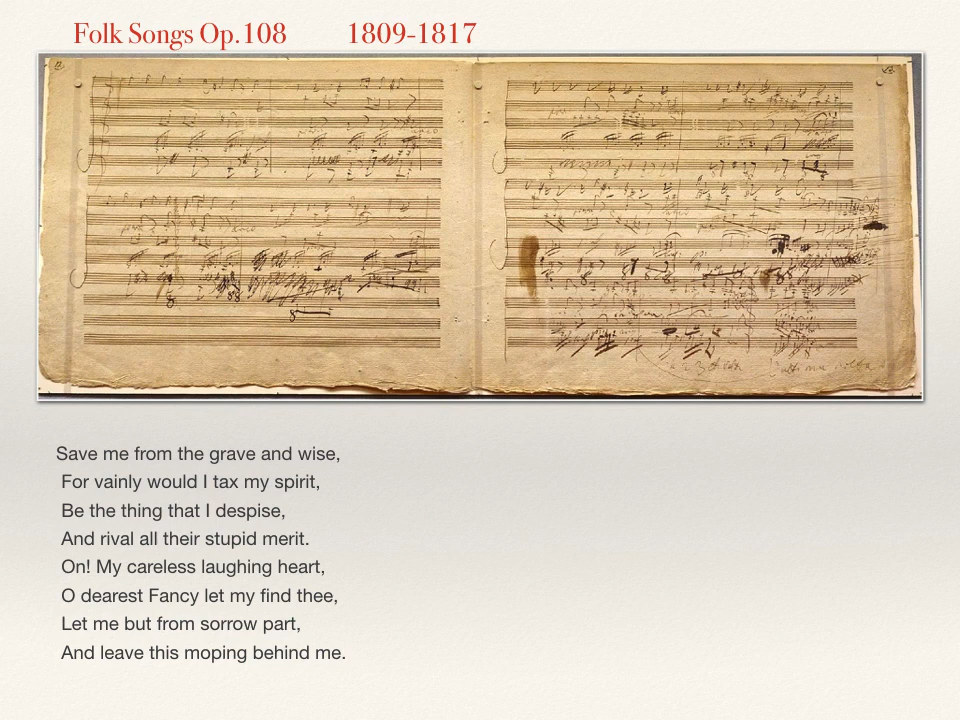 Folk Songs Op.108 1809-1817
Save me from the grave and wise,
For vainly would I tax my spirit,
Be the thing that I despise,
And rival all their stupid merit.
On! My careless laughing heart,
O dearest Fancy let my find thee,
Let me but from sorrow part,
And leave this moping behind me.